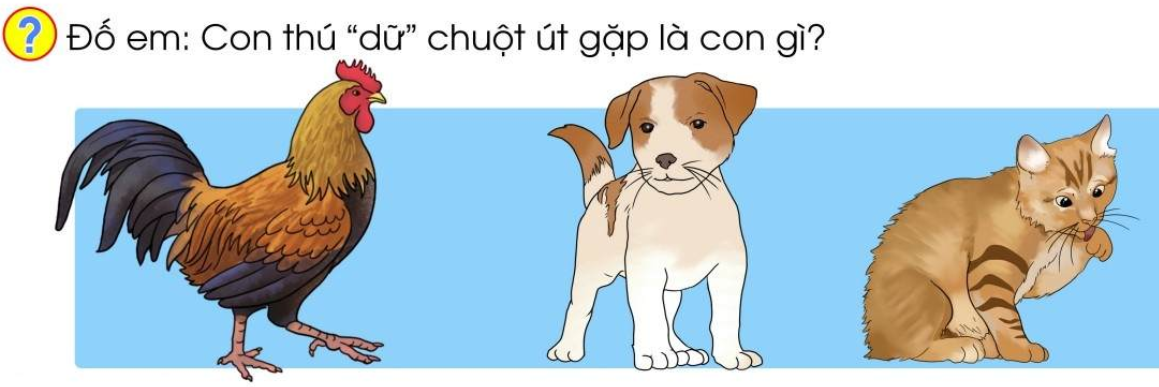 ? Đố em: Con thú “dữ” chuột út gặp là con gì?